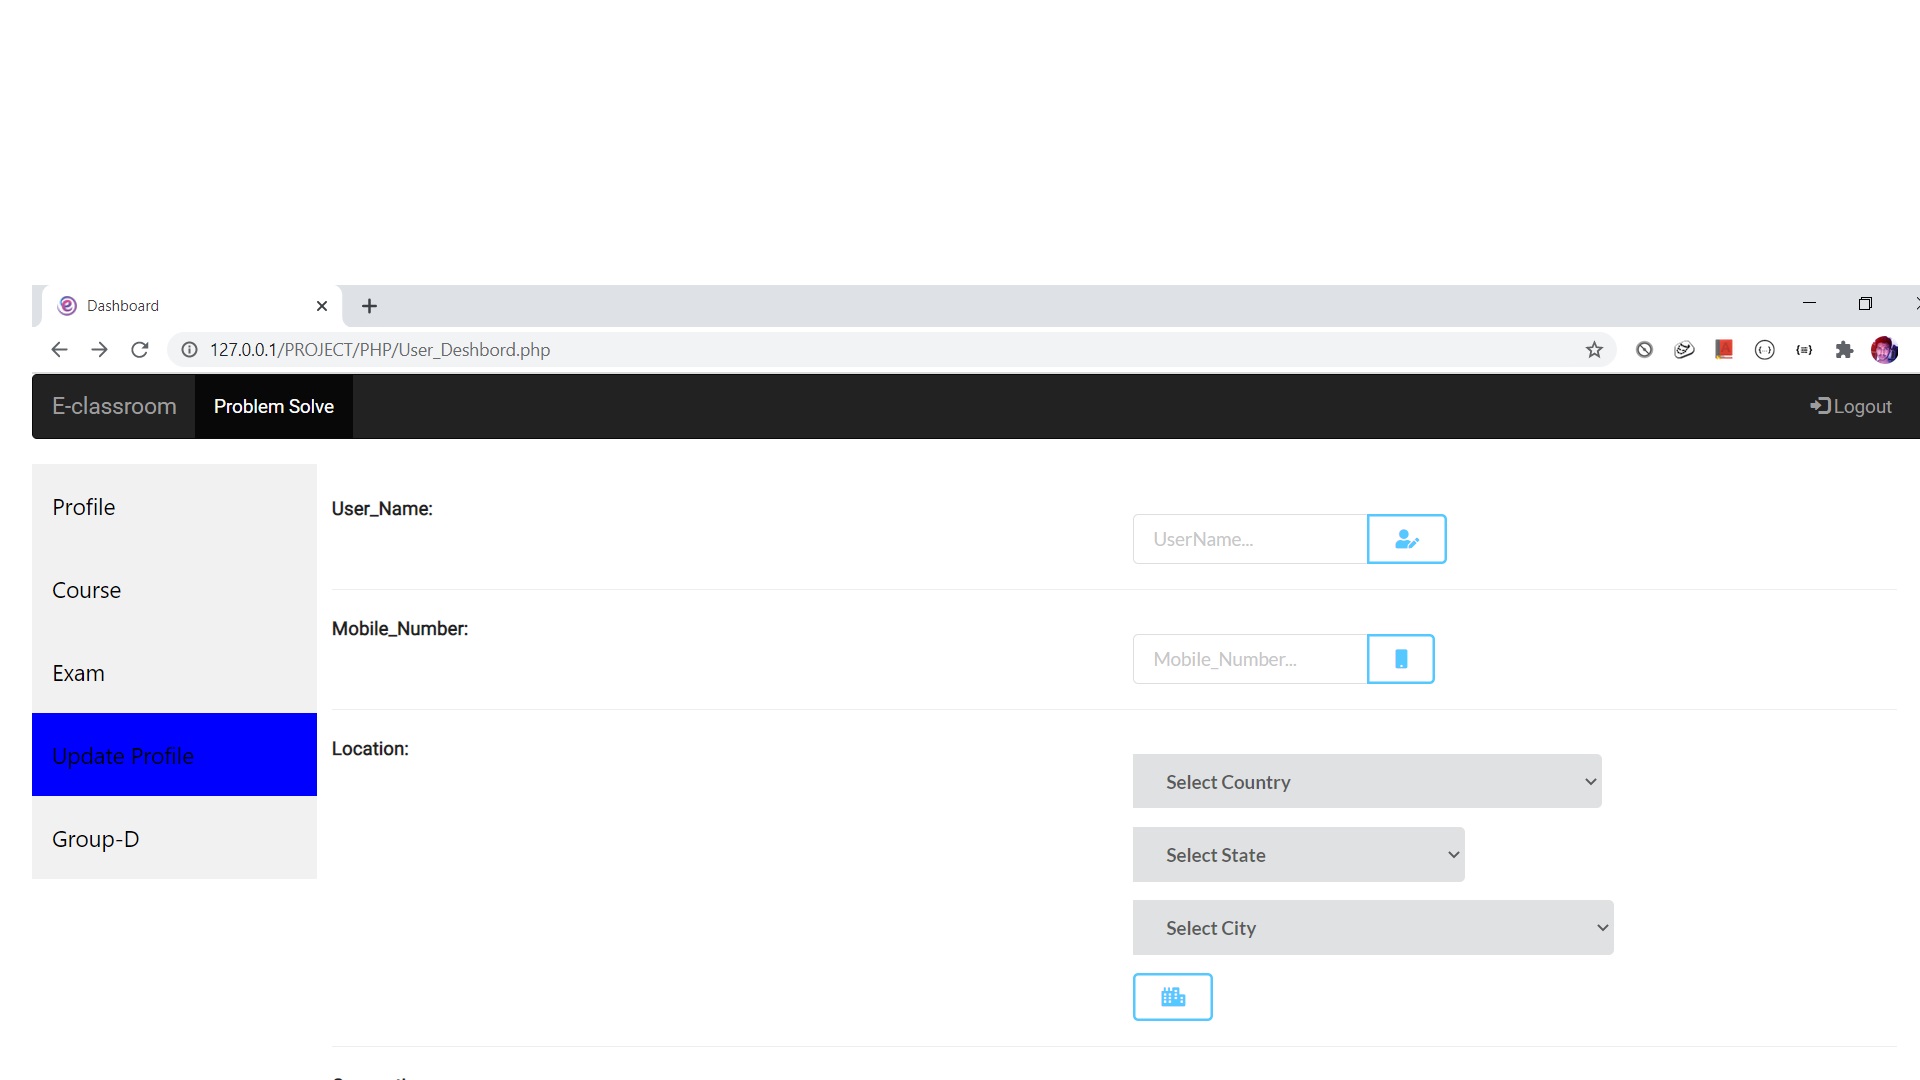 Dashboard
127.0.0.1/PROJECT/PHP/User_Deshbord.php
E-classroom
Problem Solve
Logout
Profile
Course
Exam
Update Profile
Group-D
User_Name:
UserName...
Mobile_Number:
Mobile_Number...
Location:
Select Country
Select State
Select City